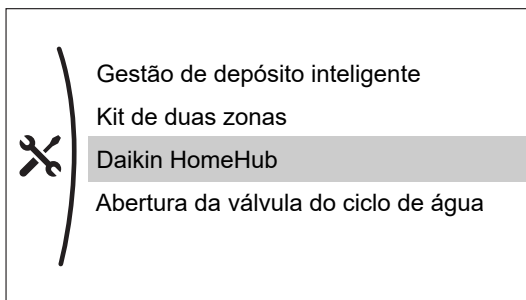 Gestão de depósito inteligente
Kit de duas zonas
Daikin HomeHub
Abertura da válvula do ciclo de água